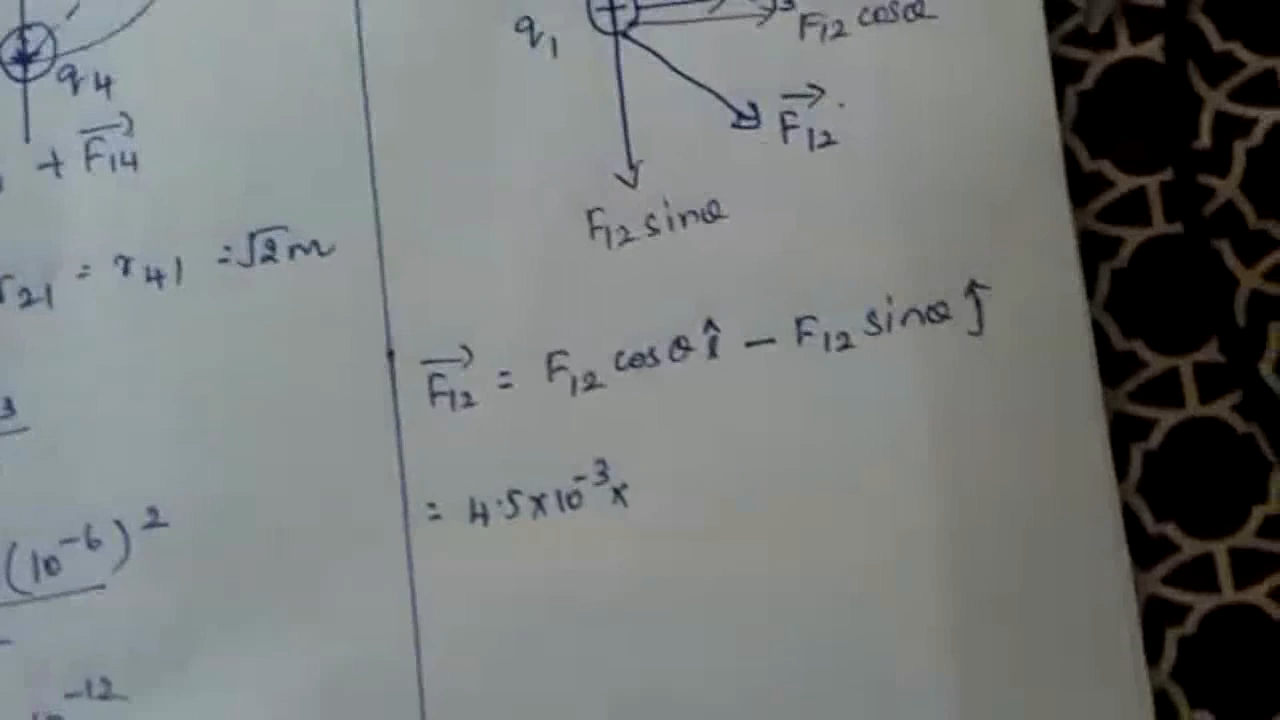 q₄
+ F⃗₁₄
r₂₁ = r₄₁ = √2 m
3
(10⁻⁶)²
⁻¹²
q₁
F₁₂ cosθ
F⃗₁₂
F₁₂ sinθ
F⃗₁₂ = F₁₂ cosθ î − F₁₂ sinθ ĵ
= 4.5×10⁻³×